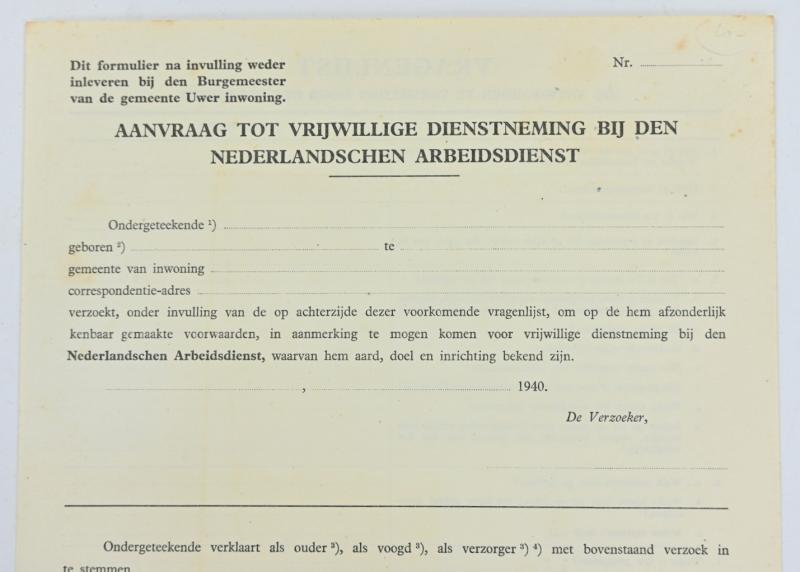 Dit formulier na invulling weder
inleveren bij den Burgemeester
van de gemeente Uwer inwoning.
Nr.
AANVRAAG TOT VRIJWILLIGE DIENSTNEMING BIJ DEN
NEDERLANDSCHEN ARBEIDSDIENST
Ondergeteekende ¹)
geboren ²) te
gemeente van inwoning
correspondentie-adres
verzoekt, onder invulling van de op achterzijde dezer voorkomende vragenlijst, om op de hem afzonderlijk
kenbaar gemaakte voorwaarden, in aanmerking te mogen komen voor vrijwillige dienstneming bij den
Nederlandschen Arbeidsdienst, waarvan hem aard, doel en inrichting bekend zijn.
, 1940.
De Verzoeker,
Ondergeteekende verklaart als ouder ³), als voogd ³), als verzorger ³) ⁴) met bovenstaand verzoek in
te stemmen